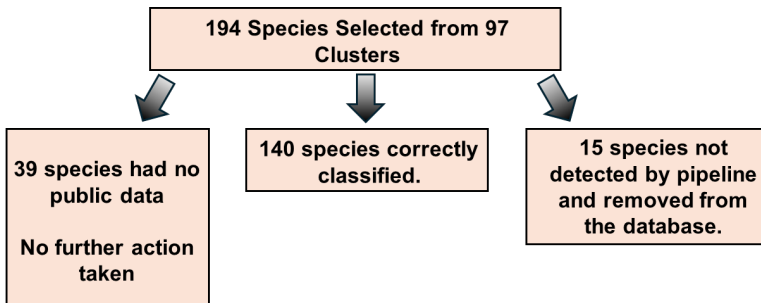 194 Species Selected from 97
Clusters
39 species had no
public data
No further action
taken
140 species correctly
classified.
15 species not
detected by pipeline
and removed from
the database.